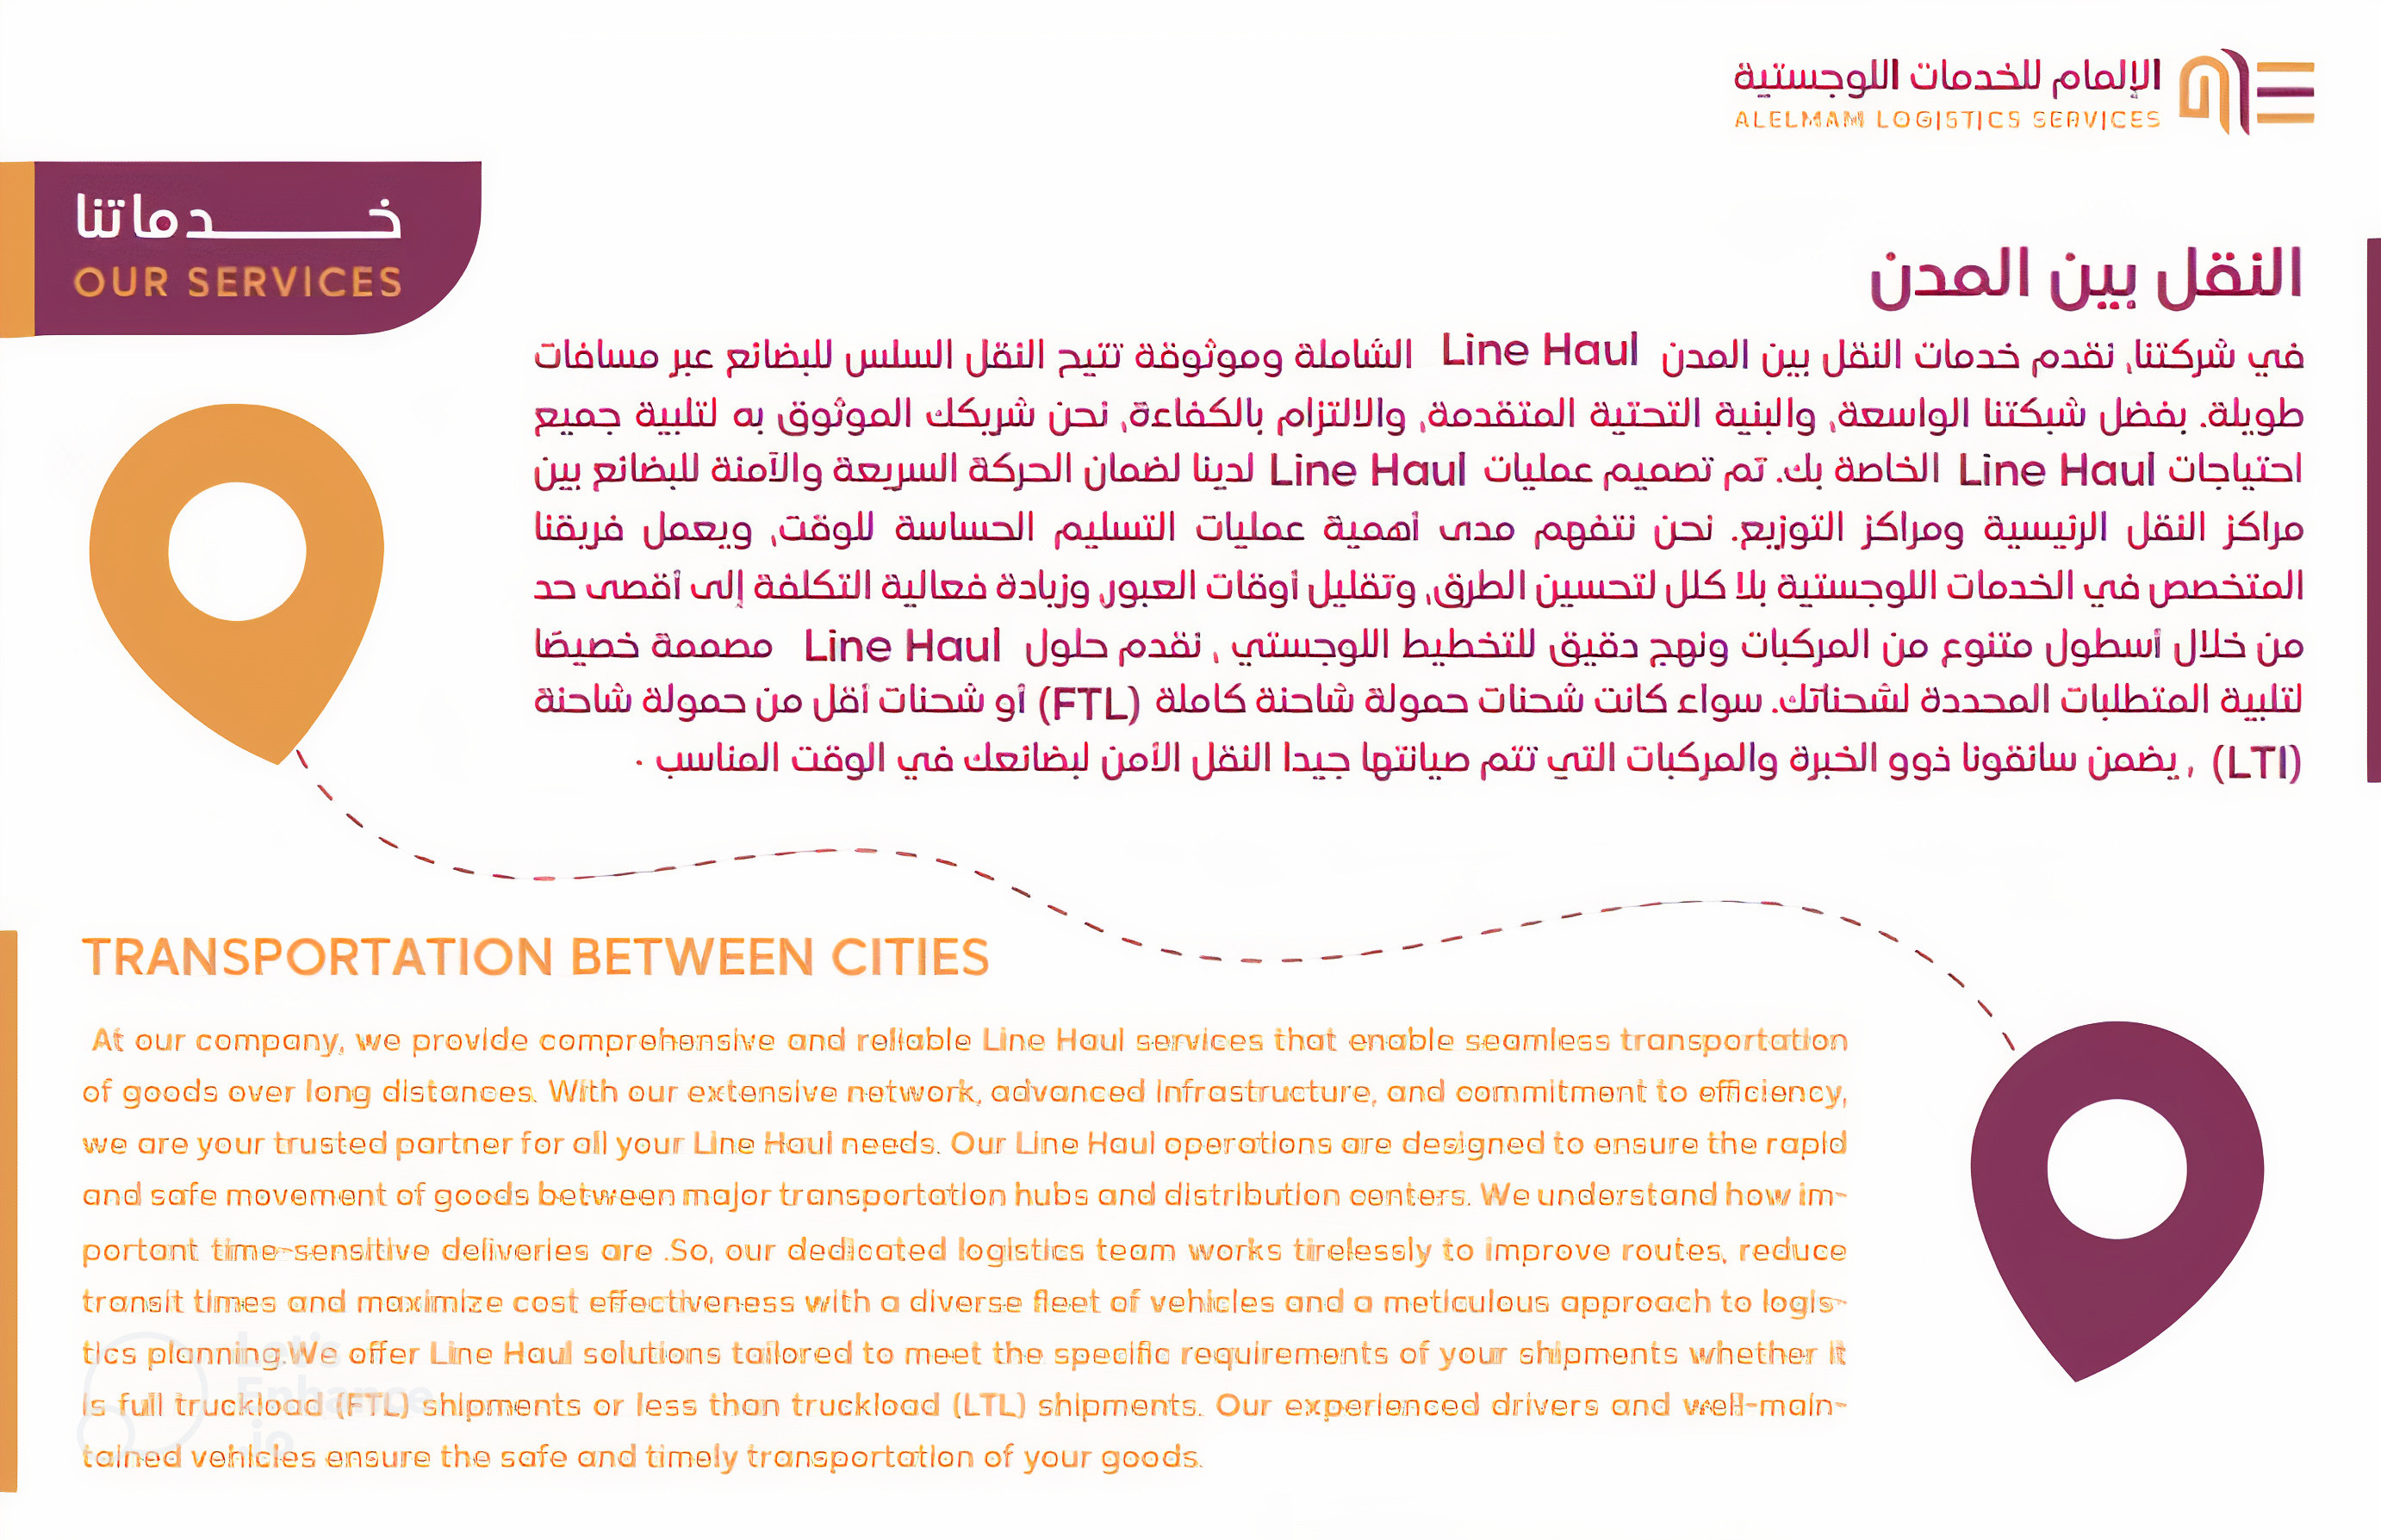 الإلمام للخدمات اللوجستية
ALELMAM LOGISTICS SERVICES
خـــــــدماتنا
OUR SERVICES
النقل بين المدن
في شركتنا, نقدم خدمات النقل بين المدن Line Haul الشاملة وموثوقة تتيح النقل السلس للبضائع عبر مسافات
طويلة. بفضل شبكتنا الواسعة, والبنية التحتية المتقدمة, والالتزام بالكفاءة, نحن شريكك الموثوق به لتلبية جميع
احتياجات Line Haul الخاصة بك. تم تصميم عمليات Line Haul لدينا لضمان الحركة السريعة والآمنة للبضائع بين
مراكز النقل الرئيسية ومراكز التوزيع. نحن نتفهم مدى أهمية عمليات التسليم الحساسة للوقت, ويعمل فريقنا
المتخصص في الخدمات اللوجستية بلا كلل لتحسين الطرق, وتقليل أوقات العبور, وزيادة فعالية التكلفة إلى أقصى حد
من خلال أسطول متنوع من المركبات ونهج دقيق للتخطيط اللوجستي , نقدم حلول Line Haul مصممة خصيصًا
لتلبية المتطلبات المحددة لشحناتك. سواء كانت شحنات حمولة شاحنة كاملة (FTL) أو شحنات أقل من حمولة شاحنة
(LTI) , يضمن سائقونا ذوو الخبرة والمركبات التي تتم صيانتها جيدا النقل الآمن لبضائعك في الوقت المناسب .
TRANSPORTATION BETWEEN CITIES
At our company, we provide comprehensive and reliable Line Haul services that enable seamless transportation
of goods over long distances. With our extensive network, advanced infrastructure, and commitment to efficiency,
we are your trusted partner for all your Line Haul needs. Our Line Haul operations are designed to ensure the rapid
and safe movement of goods between major transportation hubs and distribution centers. We understand how im-
portant time-sensitive deliveries are .So, our dedicated logistics team works tirelessly to improve routes, reduce
transit times and maximize cost effectiveness with a diverse fleet of vehicles and a meticulous approach to logis-
tics planning.We offer Line Haul solutions tailored to meet the specific requirements of your shipments whether it
is full truckload (FTL) shipments or less than truckload (LTL) shipments. Our experienced drivers and well-main-
tained vehicles ensure the safe and timely transportation of your goods.
Let's
Enhance
.io